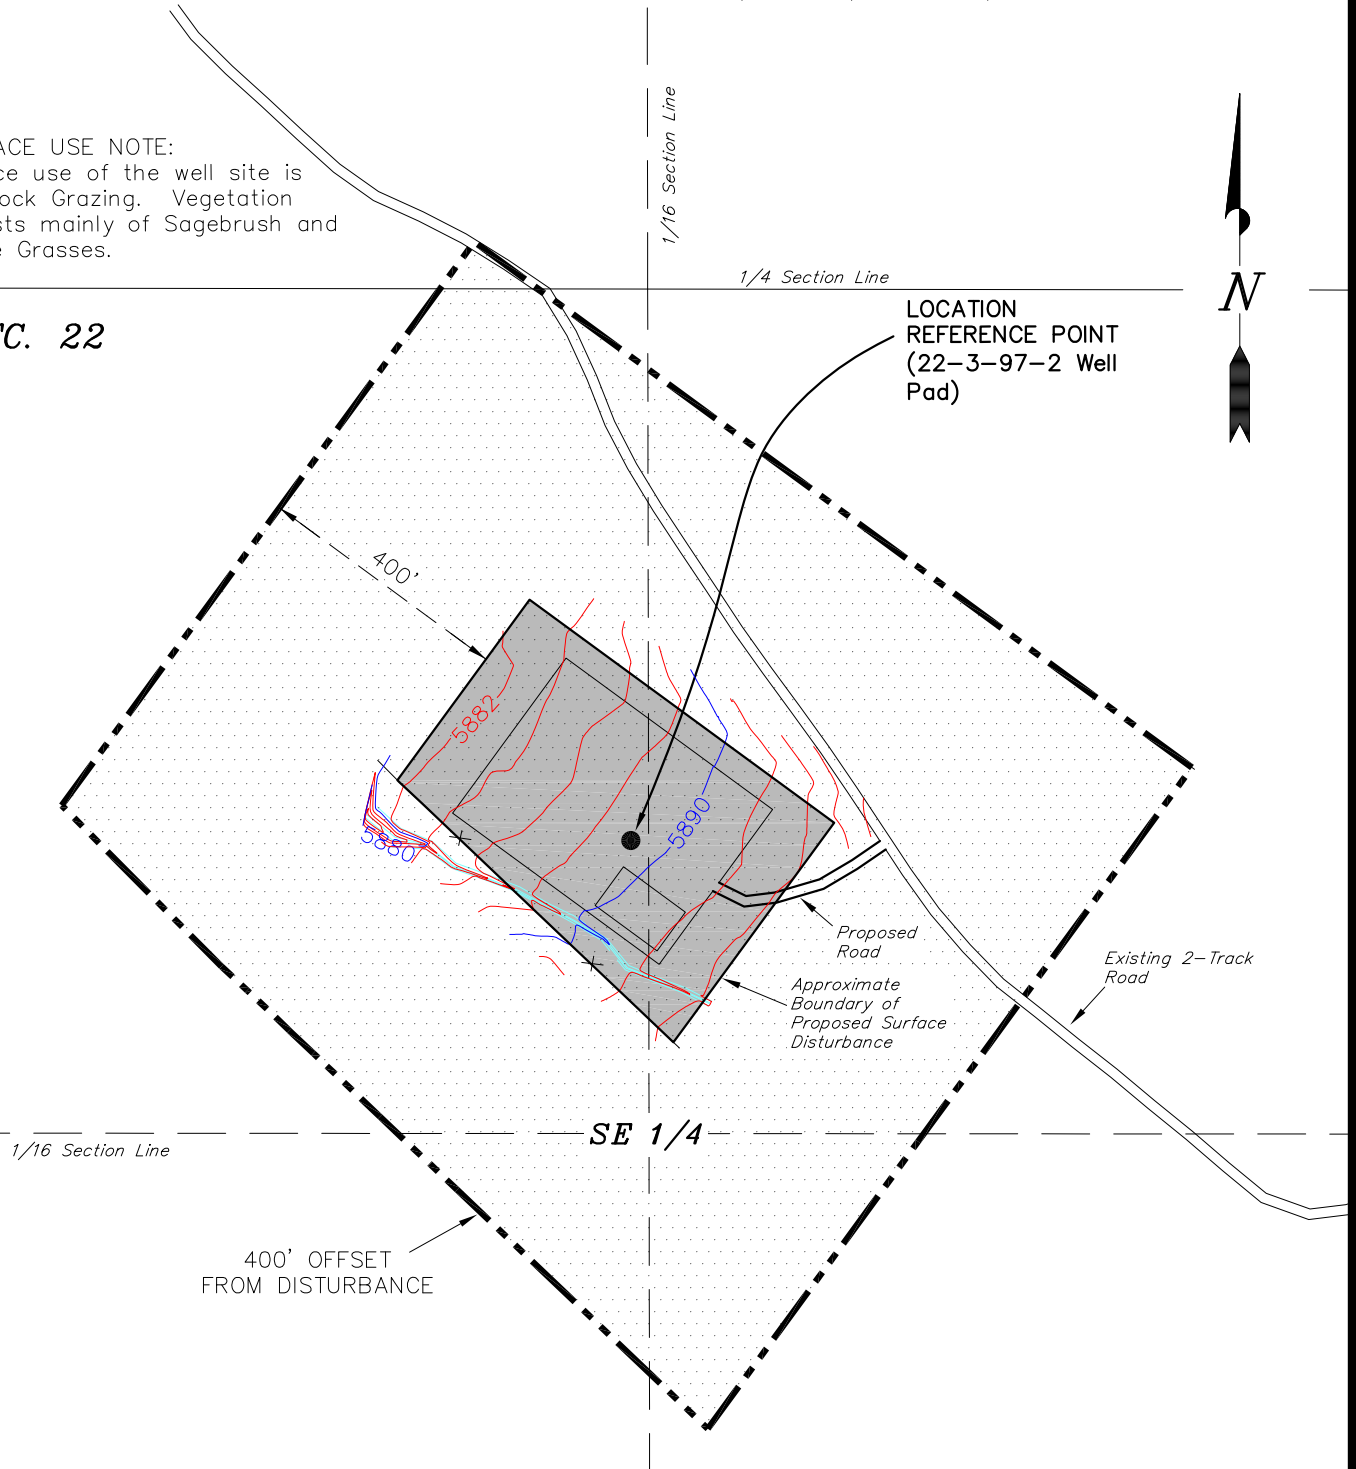 ACE USE NOTE:
ce use of the well site is
ock Grazing. Vegetation
sts mainly of Sagebrush and
e Grasses.
1/16 Section Line
1/4 Section Line
N
C. 22
LOCATION
REFERENCE POINT
(22-3-97-2 Well
Pad)
400'
5882
5890
5880
Proposed
Road
Existing 2-Track
Road
Approximate
Boundary of
Proposed Surface
Disturbance
SE 1/4
1/16 Section Line
400' OFFSET
FROM DISTURBANCE